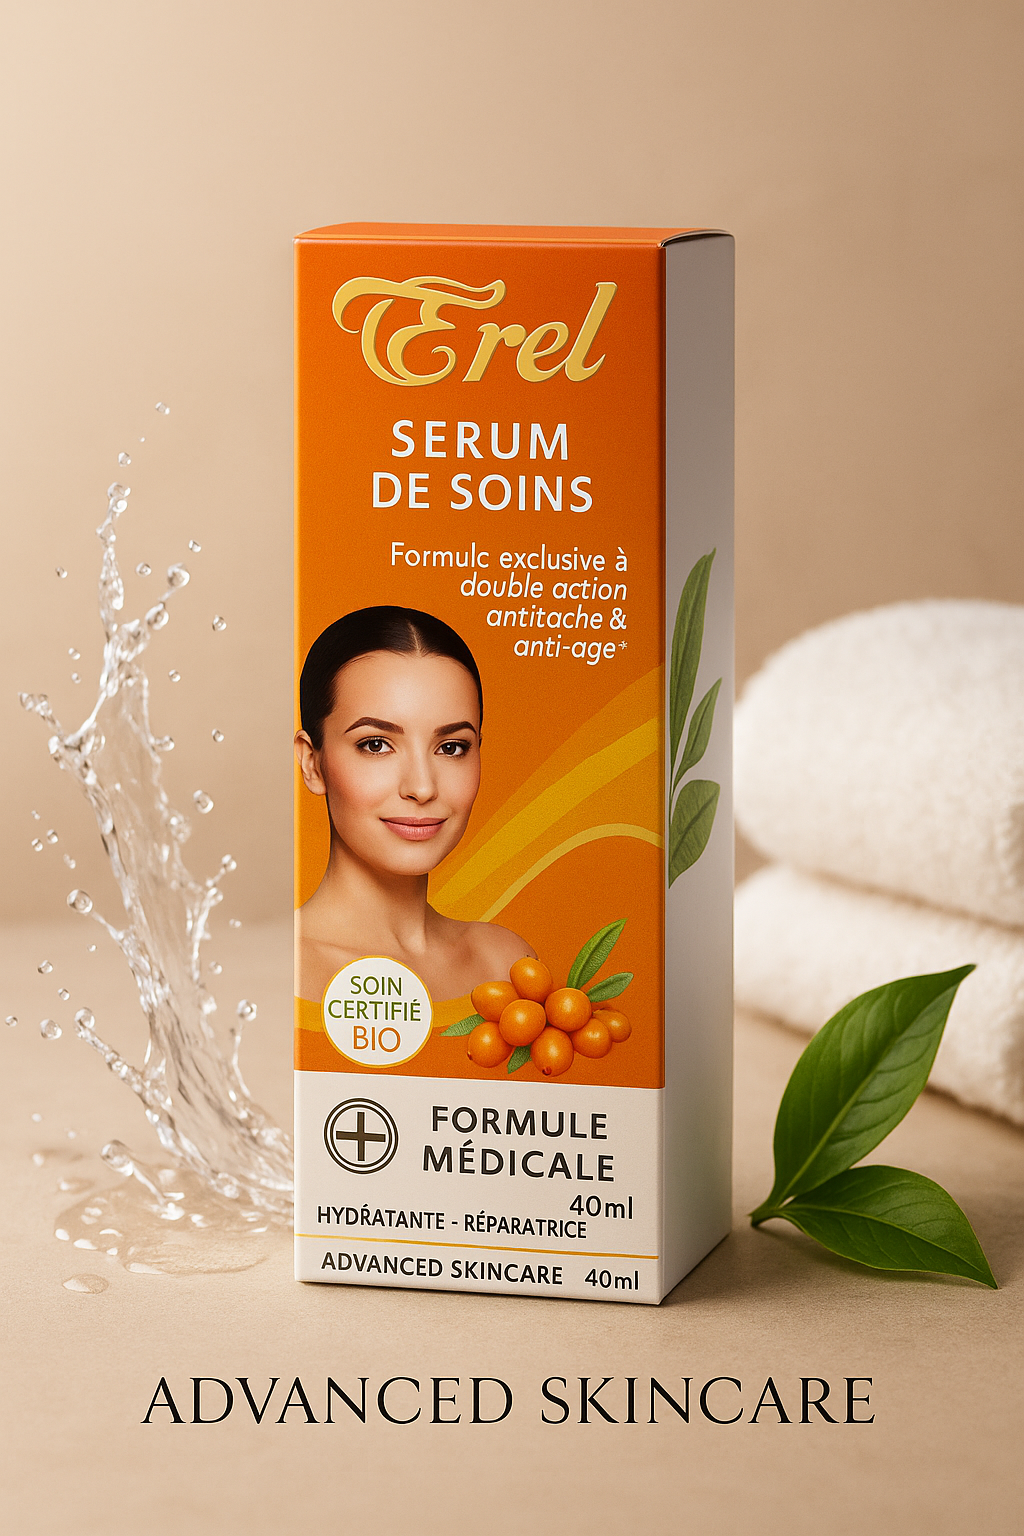 Erel
SERUM
DE SOINS
Formulc exclusive à
double action
antitache &
anti-age*
SOIN
CERTIFIÉ
BIO
FORMULE
MÉDICALE
40ml
HYDŔATANTE - RÉPARATRICE
ADVANCED SKINCARE 40ml
ADVANCED SKINCARE